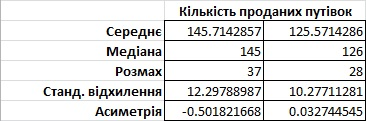 Кількість проданих путівок
Середнє 145.7142857 125.5714286
Медіана 145 126
Розмах 37 28
Станд. відхилення 12.29788987 10.27711281
Асиметрія -0.501821668 0.032744545